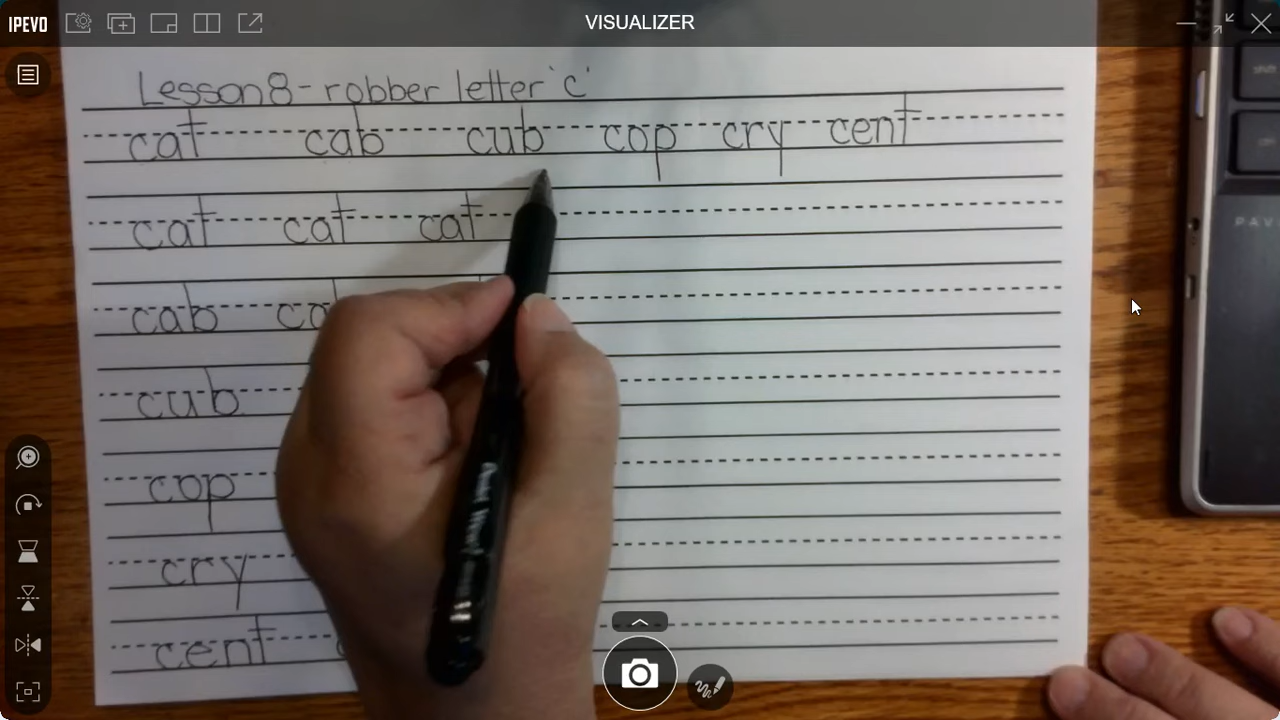 IPEVO VISUALIZER
Lesson 8 - robber letter 'c'
cat cab cub cop cry cent
cat cat cat
cab
cub
cop
cry
cent